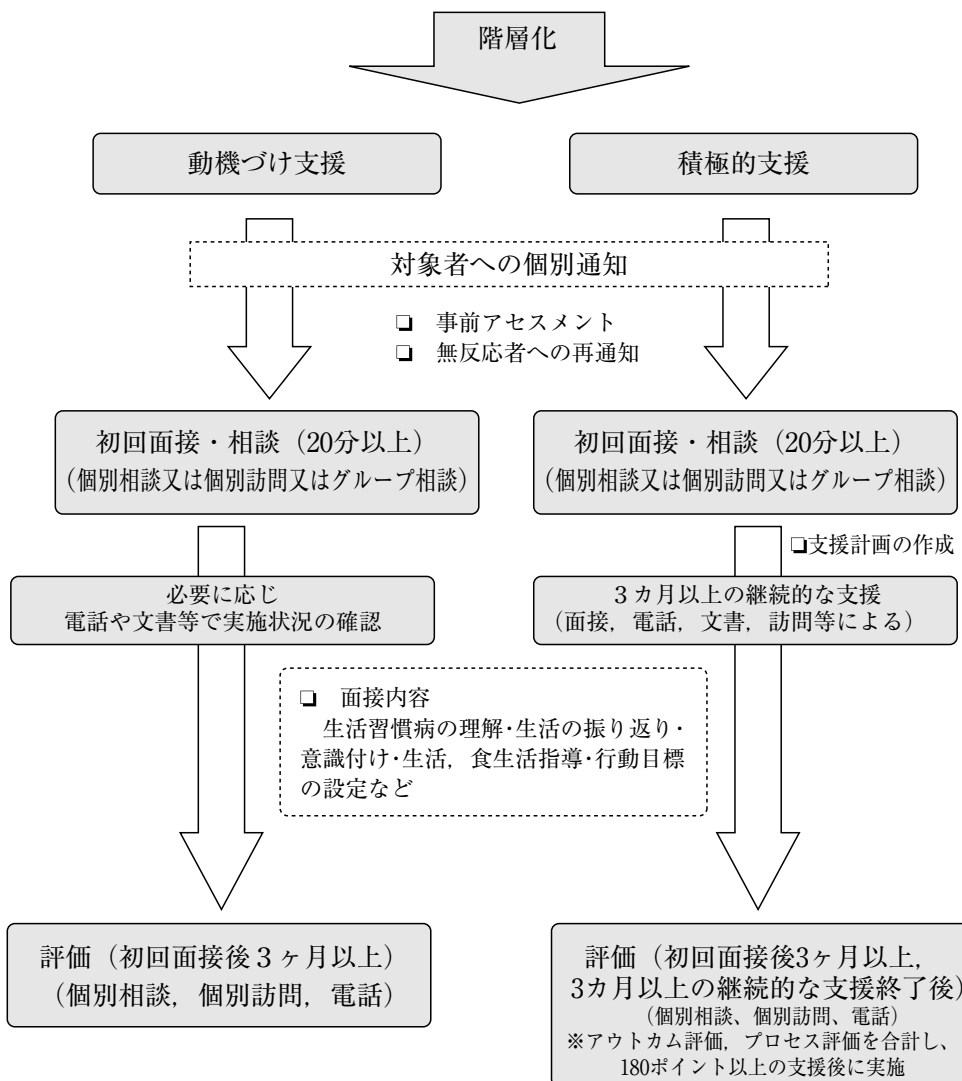 階層化
動機づけ支援
積極的支援
対象者への個別通知
❏ 事前アセスメント
❏ 無反応者への再通知
初回面接・相談（20分以上）
（個別相談又は個別訪問又はグループ相談）
初回面接・相談（20分以上）
（個別相談又は個別訪問又はグループ相談）
❏支援計画の作成
必要に応じ
電話や文書等で実施状況の確認
３カ月以上の継続的な支援
（面接，電話，文書，訪問等による）
❏ 面接内容
生活習慣病の理解･生活の振り返り･
意識付け･生活，食生活指導･行動目標
の設定など
評価（初回面接後３ヶ月以上）
（個別相談，個別訪問，電話）
評価（初回面接後3ヶ月以上，
3カ月以上の継続的な支援終了後）
（個別相談、個別訪問、電話）
※アウトカム評価，プロセス評価を合計し、
180ポイント以上の支援後に実施